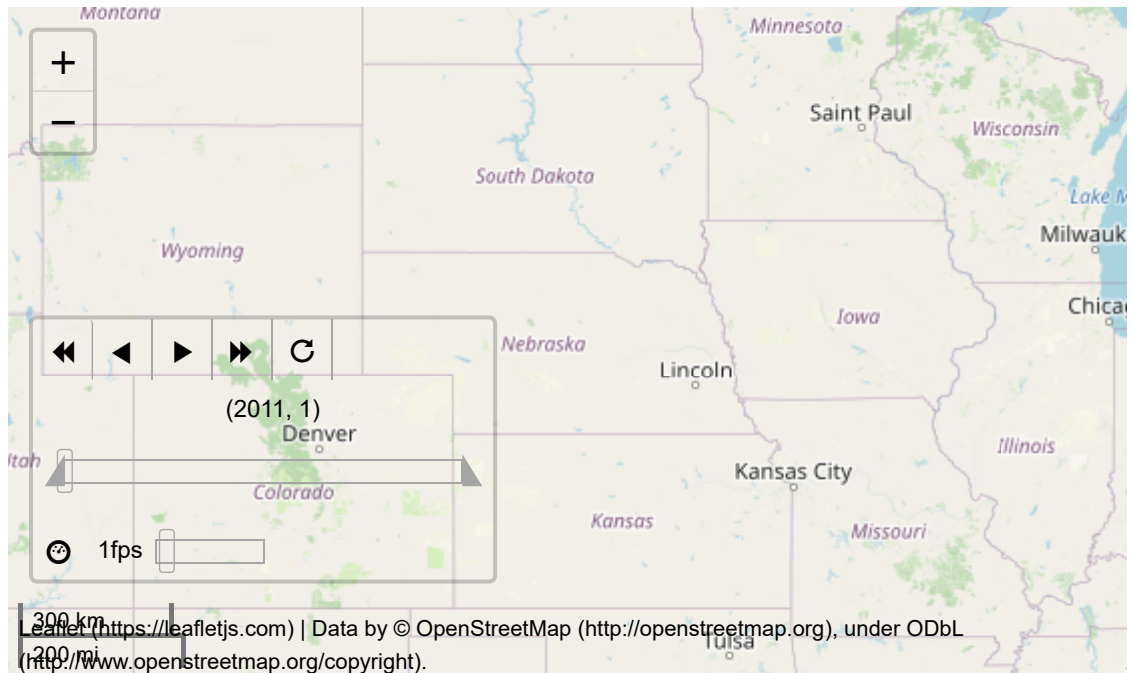 Montana
Minnesota
+
−
Saint Paul
Wisconsin
South Dakota
Lake M
Milwauk
Wyoming
Chica
Iowa
Nebraska
Lincoln
(2011, 1)
Denver
Illinois
Utah
Kansas City
Colorado
Kansas
Missouri
1fps
300 km
Leaflet (https://leafletjs.com) | Data by © OpenStreetMap (http://openstreetmap.org), under ODbL
Tulsa
200 mi
(http://www.openstreetmap.org/copyright).